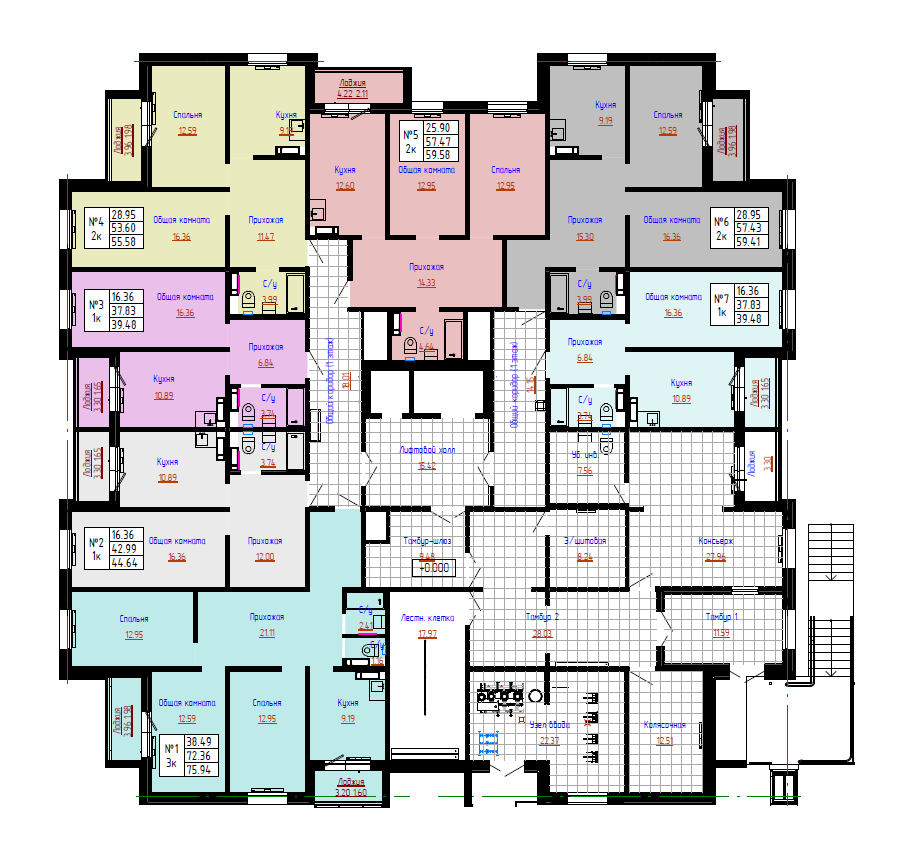 Лоджия
4.22 2.11
Спальня
12.59
Кухня
9.19
Лоджия
3.96 1.98
№5
2к
25.90
57.47
59.58
Кухня
12.60
Общая комната
12.95
Спальня
12.95
Кухня
9.19
Спальня
12.59
Лоджия
3.96 1.98
№4
2к
28.95
53.60
55.58
Общая комната
16.36
Прихожая
11.47
Прихожая
15.30
Общая комната
16.36
№6
2к
28.95
57.43
59.41
Прихожая
14.33
С/у
3.99
С/у
3.99
№3
1к
16.36
37.83
39.48
Общая комната
16.36
Общая комната
16.36
№7
1к
16.36
37.83
39.48
С/у
4.64
Прихожая
6.84
Прихожая
6.84
Общий коридор (1 этаж)
18.01
Общий коридор (1 этаж)
14.15
Лоджия
3.30 1.65
Кухня
10.89
С/у
3.74
С/у
3.74
Кухня
10.89
Лоджия
3.30 1.65
Лоджия
3.30 1.65
Кухня
10.89
С/у
3.74
Лифтовой холл
15.42
Уб. инв.
7.56
Лоджия
3.30
№2
1к
16.36
42.99
44.64
Общая комната
16.36
Прихожая
12.00
Тамбур-шлюз
9.48
+0.000
Э/щитовая
8.24
Консьерж
27.96
Спальня
12.95
Прихожая
21.11
С/у
2.41
С/у
Лестн. клетка
17.97
Тамбур 2
28.03
Тамбур 1
11.59
Лоджия
3.96 1.98
Общая комната
12.59
Спальня
12.95
Кухня
9.19
№1
3к
38.49
72.36
75.94
Узел ввода
22.37
Колясочная
12.51
Лоджия
3.20 1.60